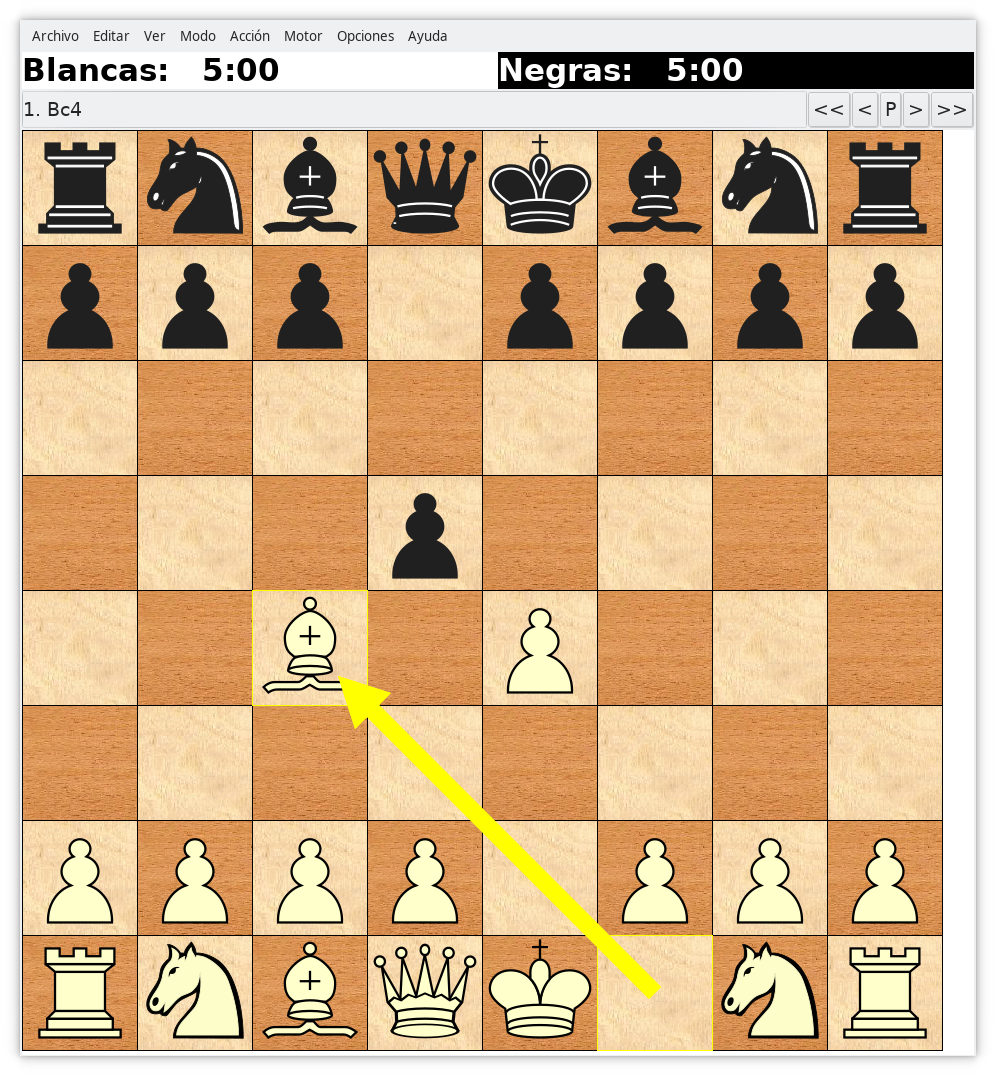 Archivo Editar Ver Modo Acción Motor Opciones Ayuda
Blancas: 5:00 Negras: 5:00
1. Bc4 << < P > >>